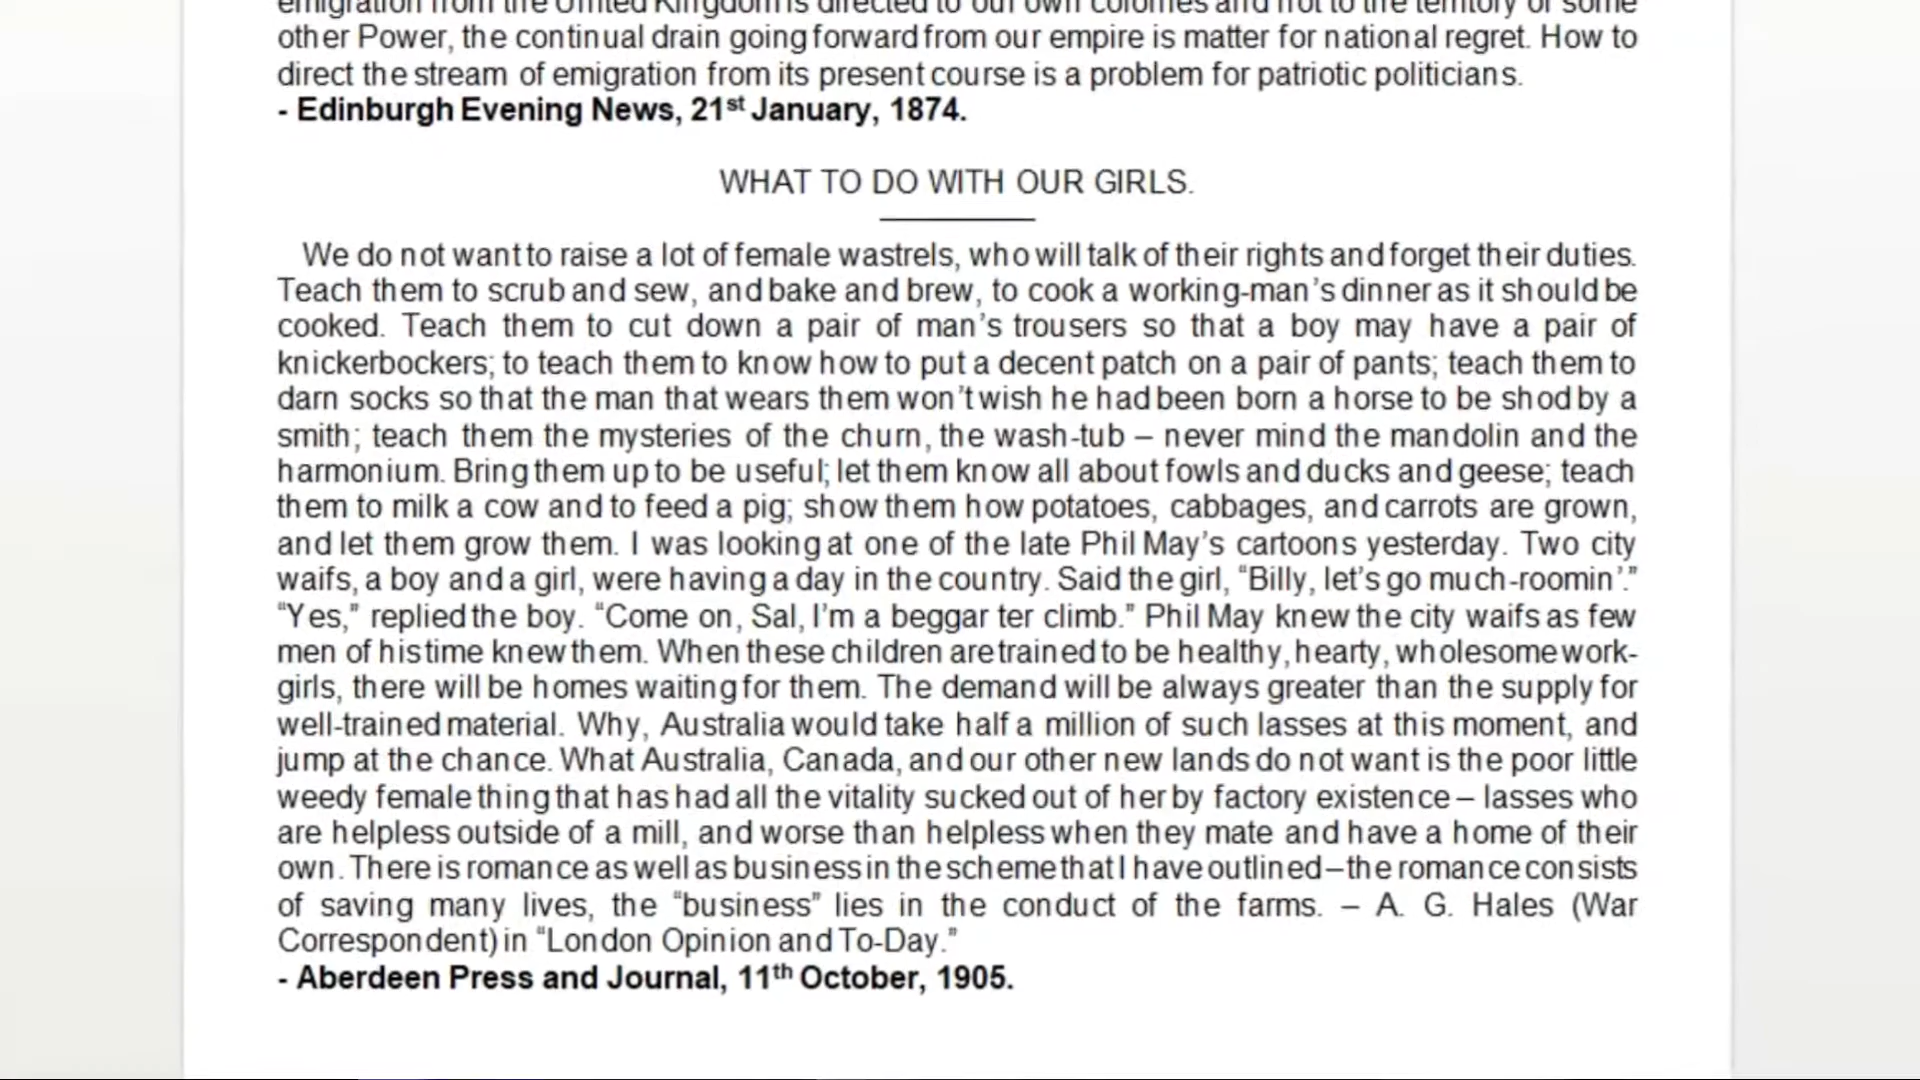 emigration from the United Kingdom is directed to our own colonies and not to the territory of some
other Power, the continual drain going forward from our empire is matter for national regret. How to
direct the stream of emigration from its present course is a problem for patriotic politicians.
- Edinburgh Evening News, 21st January, 1874.
WHAT TO DO WITH OUR GIRLS.
We do not want to raise a lot of female wastrels, who will talk of their rights and forget their duties.
Teach them to scrub and sew, and bake and brew, to cook a working-man’s dinner as it should be
cooked. Teach them to cut down a pair of man’s trousers so that a boy may have a pair of
knickerbockers; to teach them to know how to put a decent patch on a pair of pants; teach them to
darn socks so that the man that wears them won’t wish he had been born a horse to be shod by a
smith; teach them the mysteries of the churn, the wash-tub – never mind the mandolin and the
harmonium. Bring them up to be useful; let them know all about fowls and ducks and geese; teach
them to milk a cow and to feed a pig; show them how potatoes, cabbages, and carrots are grown,
and let them grow them. I was looking at one of the late Phil May’s cartoons yesterday. Two city
waifs, a boy and a girl, were having a day in the country. Said the girl, “Billy, let’s go much-roomin’.”
“Yes,” replied the boy. “Come on, Sal, I’m a beggar ter climb.” Phil May knew the city waifs as few
men of his time knew them. When these children are trained to be healthy, hearty, wholesome work-
girls, there will be homes waiting for them. The demand will be always greater than the supply for
well-trained material. Why, Australia would take half a million of such lasses at this moment, and
jump at the chance. What Australia, Canada, and our other new lands do not want is the poor little
weedy female thing that has had all the vitality sucked out of her by factory existence – lasses who
are helpless outside of a mill, and worse than helpless when they mate and have a home of their
own. There is romance as well as business in the scheme that I have outlined – the romance consists
of saving many lives, the “business” lies in the conduct of the farms. – A. G. Hales (War
Correspondent) in “London Opinion and To-Day.”
- Aberdeen Press and Journal, 11th October, 1905.